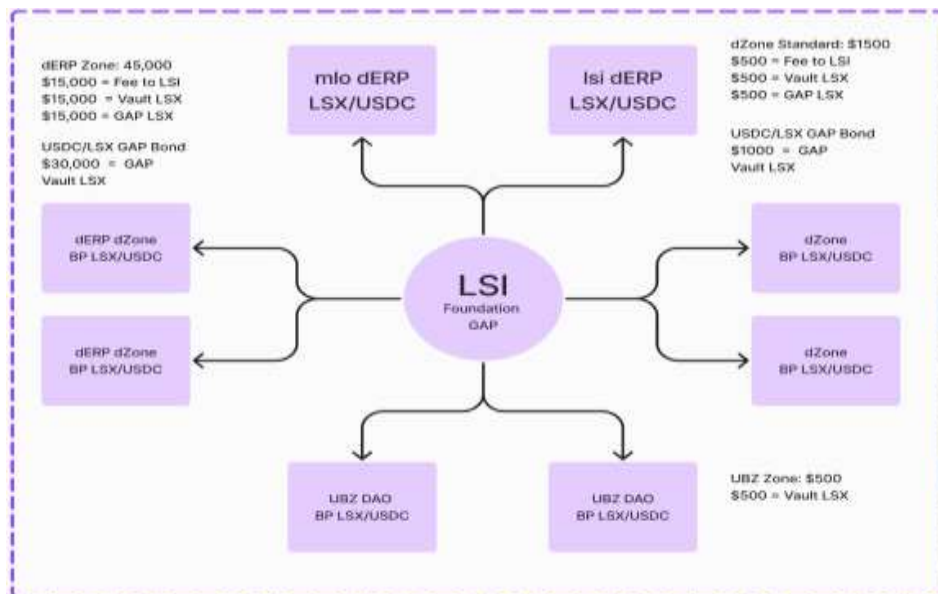 dERP Zone: 45,000
$15,000 = Fee to LSI
$15,000 = Vault LSX
$15,000 = GAP LSX
USDC/LSX GAP Bond
$30,000 = GAP
Vault LSX
mlo dERP
LSX/USDC
lsi dERP
LSX/USDC
dZone Standard: $1500
$500 = Fee to LSI
$500 = Vault LSX
$500 = GAP LSX
USDC/LSX GAP Bond
$1000 = GAP
Vault LSX
dERP dZone
BP LSX/USDC
dERP dZone
BP LSX/USDC
LSI
Foundation
GAP
dZone
BP LSX/USDC
dZone
BP LSX/USDC
UBZ DAO
BP LSX/USDC
UBZ DAO
BP LSX/USDC
UBZ Zone: $500
$500 = Vault LSX